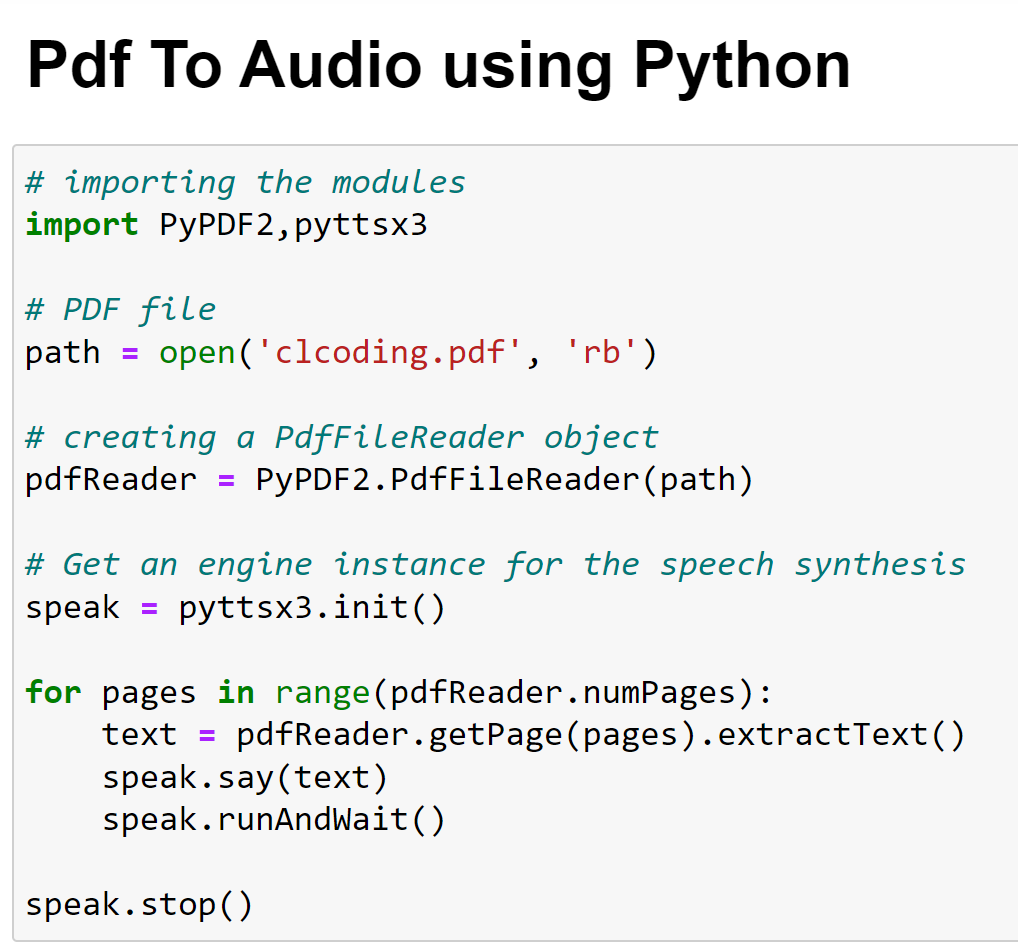 Pdf To Audio using Python
# importing the modules
import PyPDF2,pyttsx3
# PDF file
path = open('clcoding.pdf', 'rb')
# creating a PdfFileReader object
pdfReader = PyPDF2.PdfFileReader(path)
# Get an engine instance for the speech synthesis
speak = pyttsx3.init()
for pages in range(pdfReader.numPages):
    text = pdfReader.getPage(pages).extractText()
    speak.say(text)
    speak.runAndWait()
speak.stop()